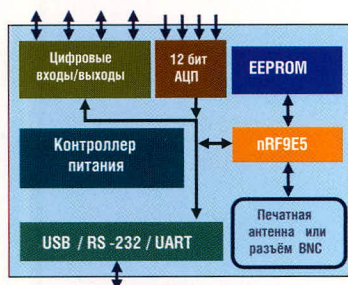 Цифровые
входы/выходы
12 бит
АЦП
EEPROM
Контроллер
питания
nRF9E5
USB / RS -232 / UART
Печатная
антенна или
разъём BNC